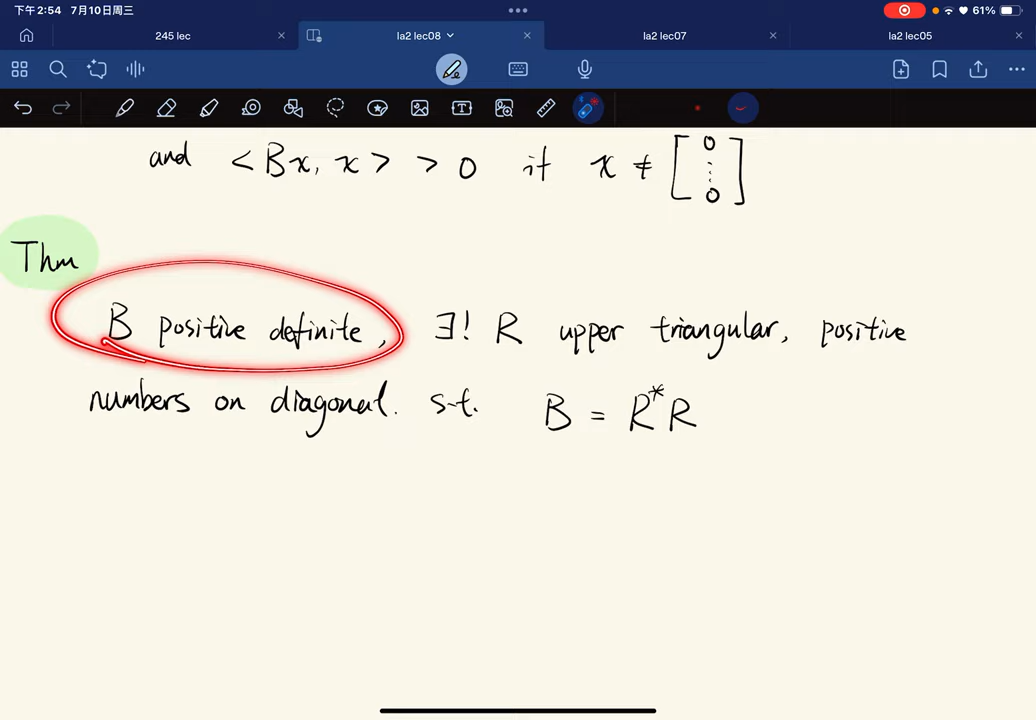 下午2:54 7月10日周三
61%
245 lec
la2 lec08
la2 lec07
la2 lec05
and <Bx, x> > 0 if x ≠ [0 ⋮ 0]
Thm
B positive definite, ∃! R upper triangular, positive
numbers on diagonal. s.t. B = R*R